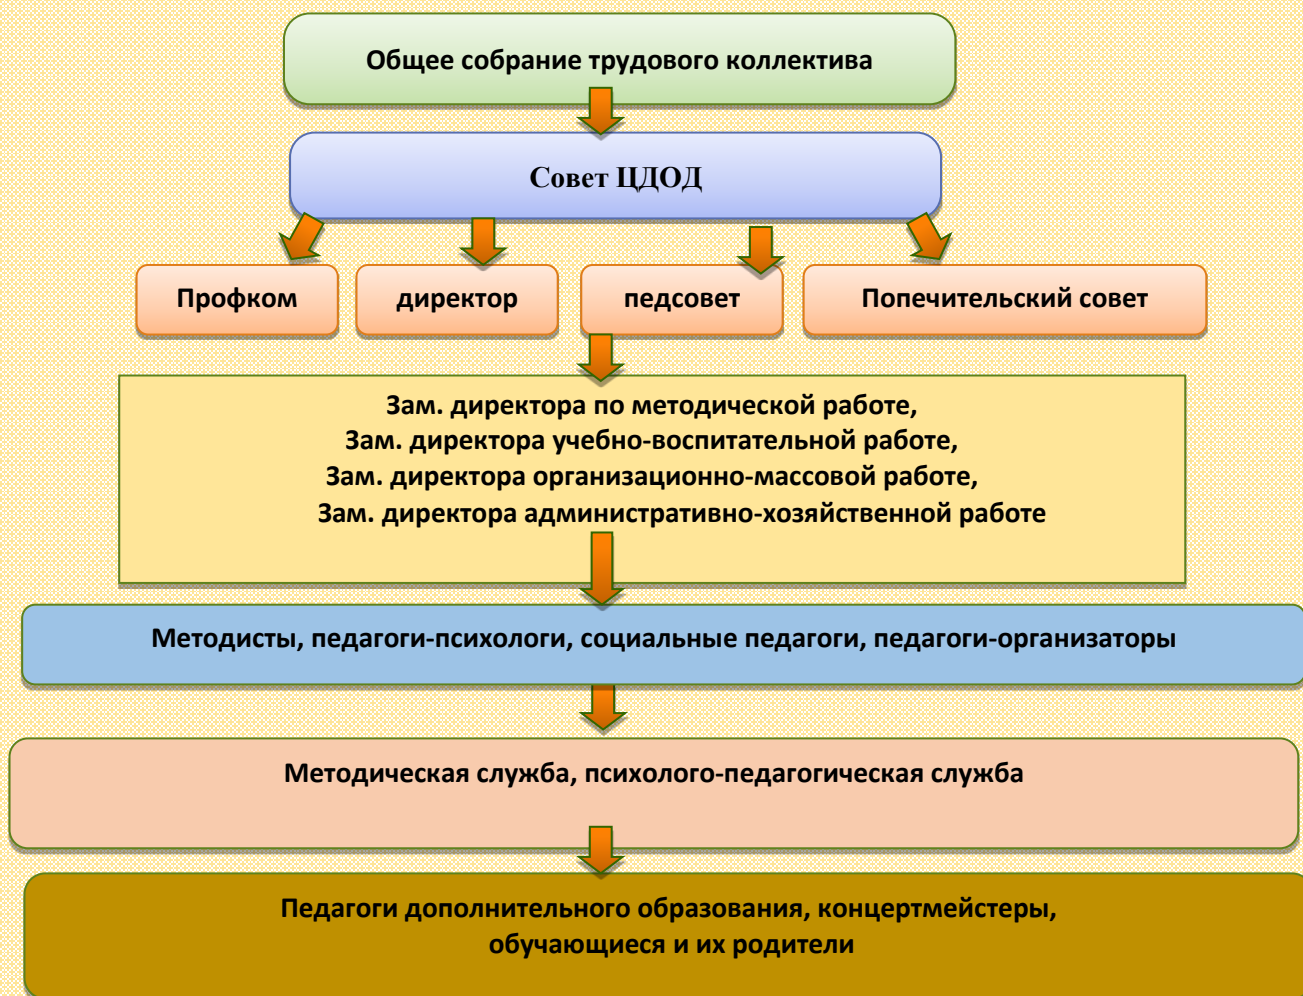 Общее собрание трудового коллектива
Совет ЦДОД
Профком
директор
педсовет
Попечительский совет
Зам. директора по методической работе,
Зам. директора учебно-воспитательной работе,
Зам. директора организационно-массовой работе,
Зам. директора административно-хозяйственной работе
Методисты, педагоги-психологи, социальные педагоги, педагоги-организаторы
Методическая служба, психолого-педагогическая служба
Педагоги дополнительного образования, концертмейстеры,
обучающиеся и их родители